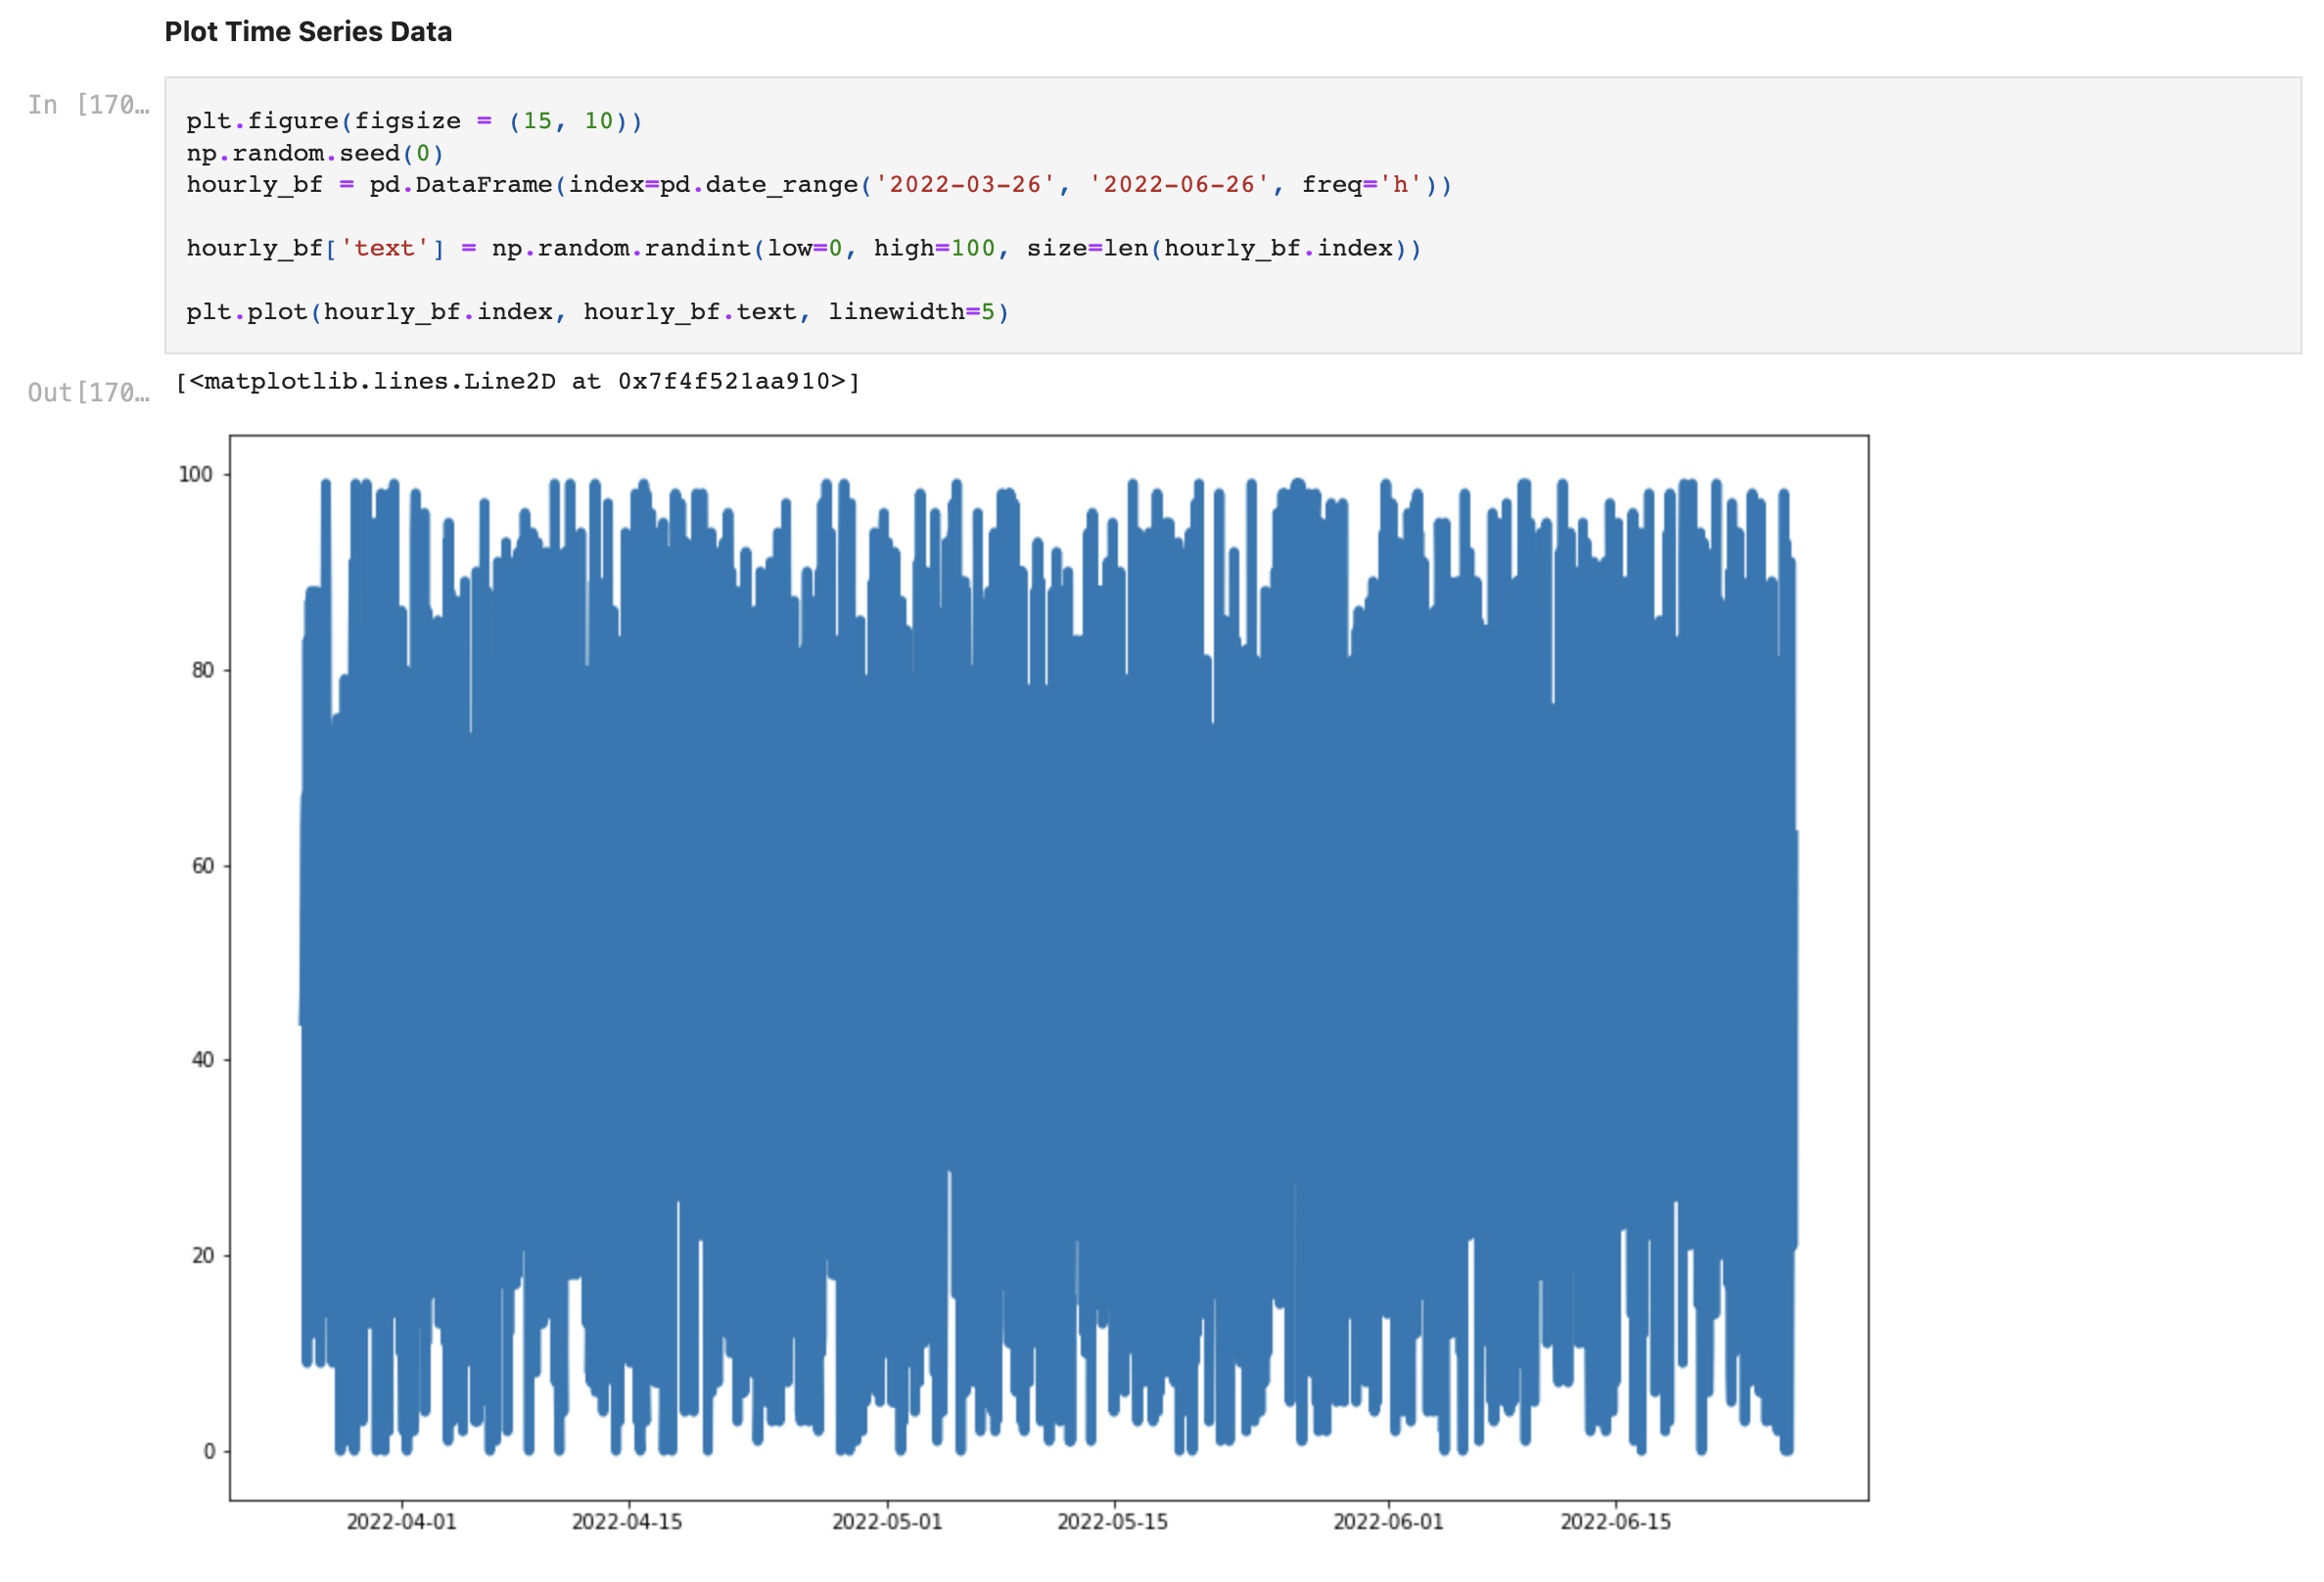 Plot Time Series Data
In [170…
plt.figure(figsize = (15, 10))
np.random.seed(0)
hourly_bf = pd.DataFrame(index=pd.date_range('2022-03-26', '2022-06-26', freq='h'))
hourly_bf['text'] = np.random.randint(low=0, high=100, size=len(hourly_bf.index))
plt.plot(hourly_bf.index, hourly_bf.text, linewidth=5)
Out[170…
[<matplotlib.lines.Line2D at 0x7f4f521aa910>]
100
80
60
40
20
0
2022-04-01 2022-04-15 2022-05-01 2022-05-15 2022-06-01 2022-06-15